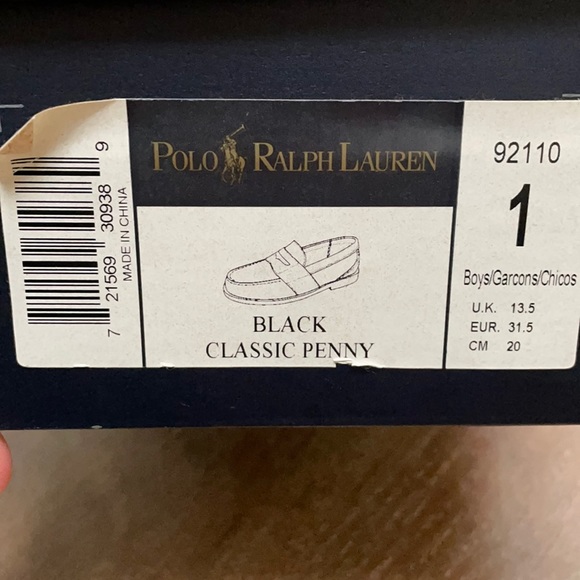 7 21569 30938 9
MADE IN CHINA
POLO RALPH LAUREN
BLACK
CLASSIC PENNY
92110
1
Boys/Garcons/Chicos
U.K. 13.5
EUR. 31.5
CM 20